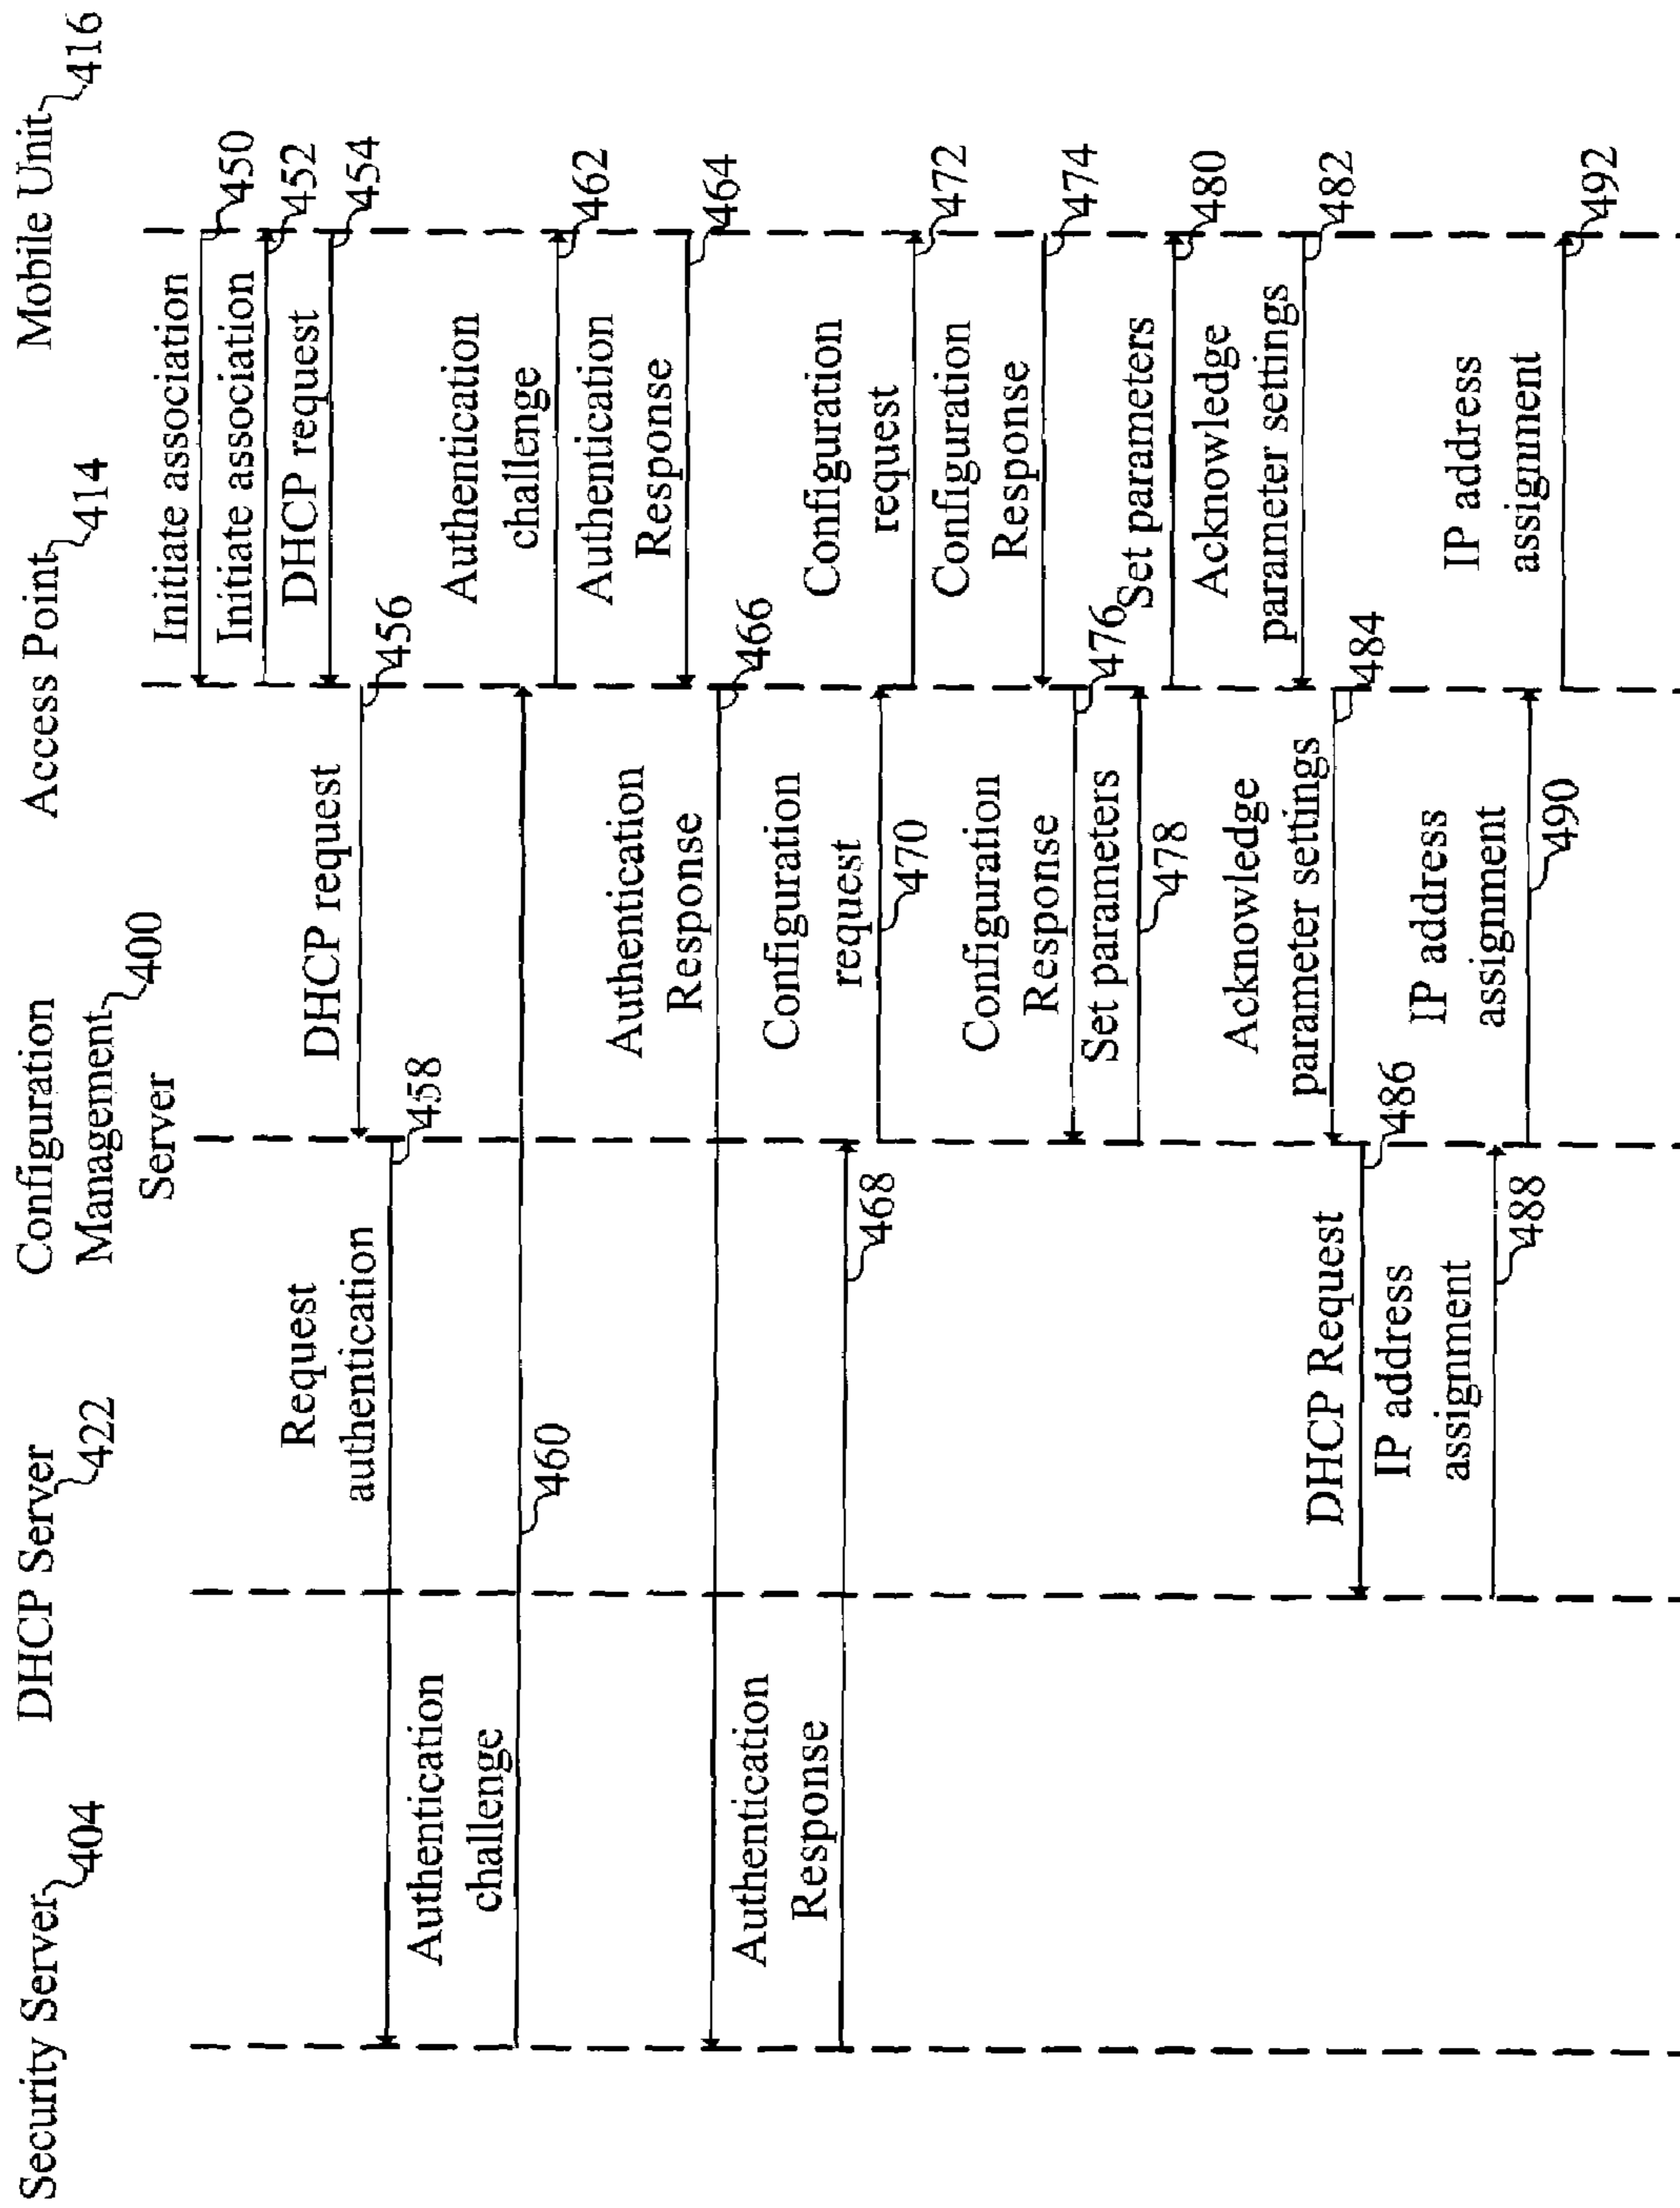 Security Server
404
DHCP Server
422
Configuration
Management
Server
400
Access Point
414
Mobile Unit
416
Initiate association
450
Initiate association
452
DHCP request
454
DHCP request
456
Request
authentication
458
Authentication
challenge
460
Authentication
challenge
462
Authentication
Response
464
Authentication
Response
466
Authentication
Response
468
Configuration
request
470
Configuration
request
472
Configuration
Response
474
Configuration
Response
476
Set parameters
478
Set parameters
480
Acknowledge
parameter settings
482
Acknowledge
parameter settings
484
DHCP Request
486
IP address
assignment
488
IP address
assignment
490
IP address
assignment
492